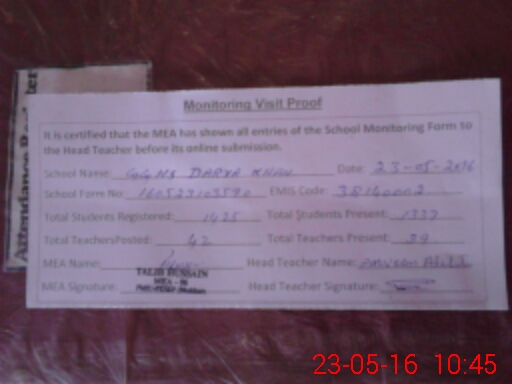 Monitoring Visit Proof
It is certified that the MEA has shown all entries of the School Monitoring Form to
the Head Teacher before its online submission.
School Name: DARYA KHAN Date: 23-05-2016
School Form No: EMIS Code:
Total Students Registered: 1425 Total Students Present: 1337
Total TeachersPosted: 42 Total Teachers Present: 39
MEA Name: Head Teacher Name:
TALIB HUSSAIN
MEA Signature: Head Teacher Signature:
Attendance Register
23-05-16 10:45